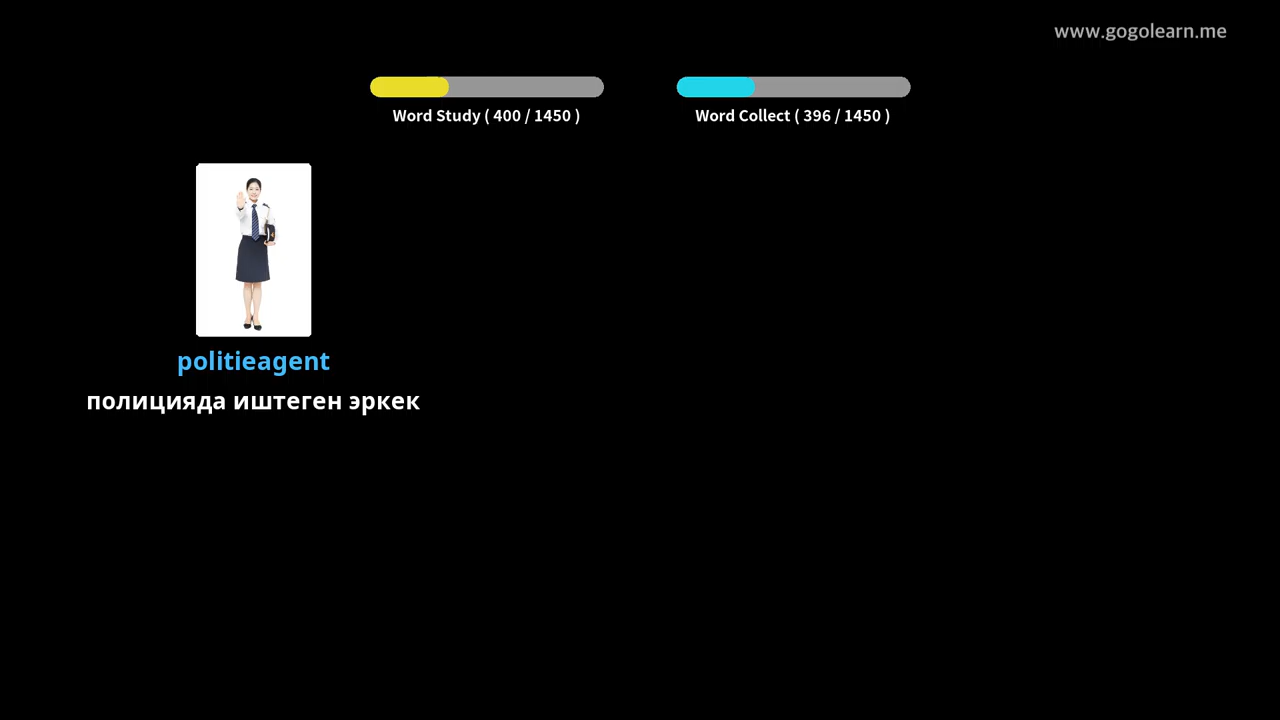 www.gogolearn.me
Word Study ( 400 / 1450 )
Word Collect ( 396 / 1450 )
politieagent
полицияда иштеген эркек